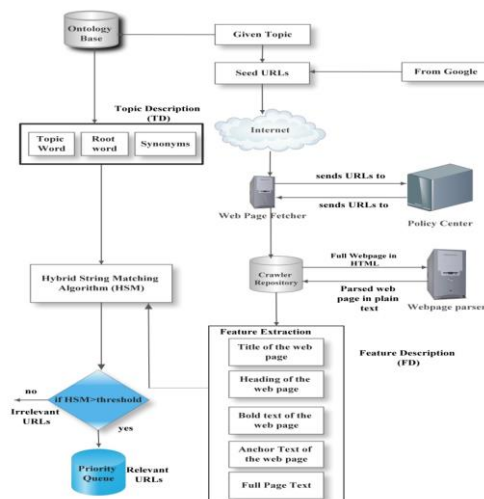 Ontology
Base
Given Topic
Seed URLs
From Google
Topic Description
(TD)
Topic
Word
Root
word
Synonyms
Internet
sends URLs to
sends URLs to
Web Page Fetcher
Policy Center
Hybrid String Matching
Algorithm (HSM)
Crawler
Repository
Full Webpage in
HTML
Parsed web
page in plain
text
Webpage parser
Feature Extraction
Title of the web
page
Heading of the web
page
Bold text of the
web page
Anchor Text of
the web page
Full Page Text
Feature Description
(FD)
no
if HSM>threshold
Irrelevant
URLs
yes
Priority
Queue
Relevant
URLs